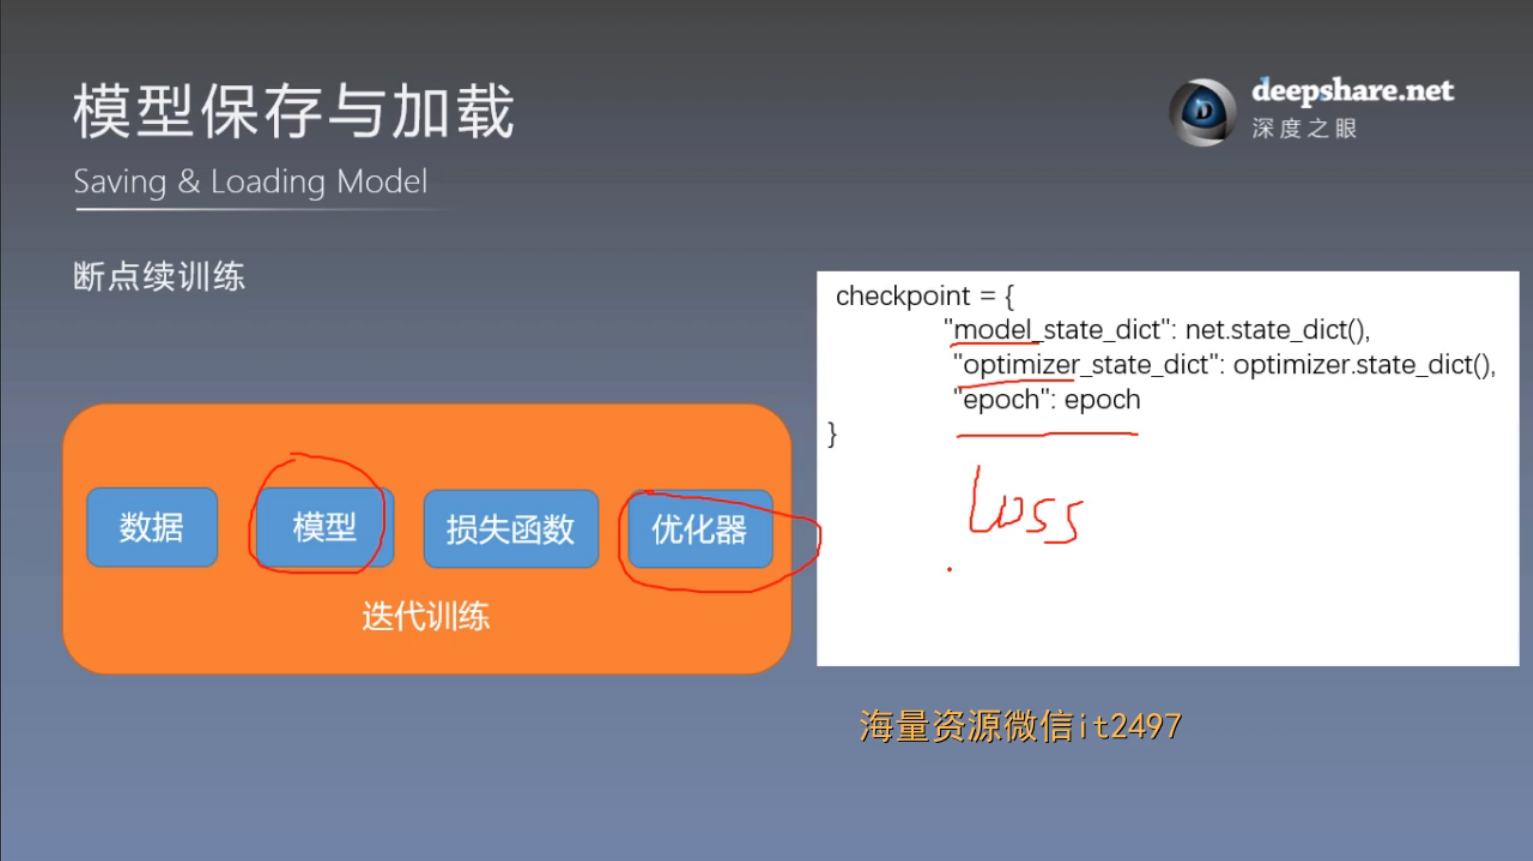 模型保存与加载
Saving & Loading Model
deepshare.net
深度之眼
断点续训练
数据
模型
损失函数
优化器
迭代训练
checkpoint = {
"model_state_dict": net.state_dict(),
"optimizer_state_dict": optimizer.state_dict(),
"epoch": epoch
}
Loss
海量资源微信it2497